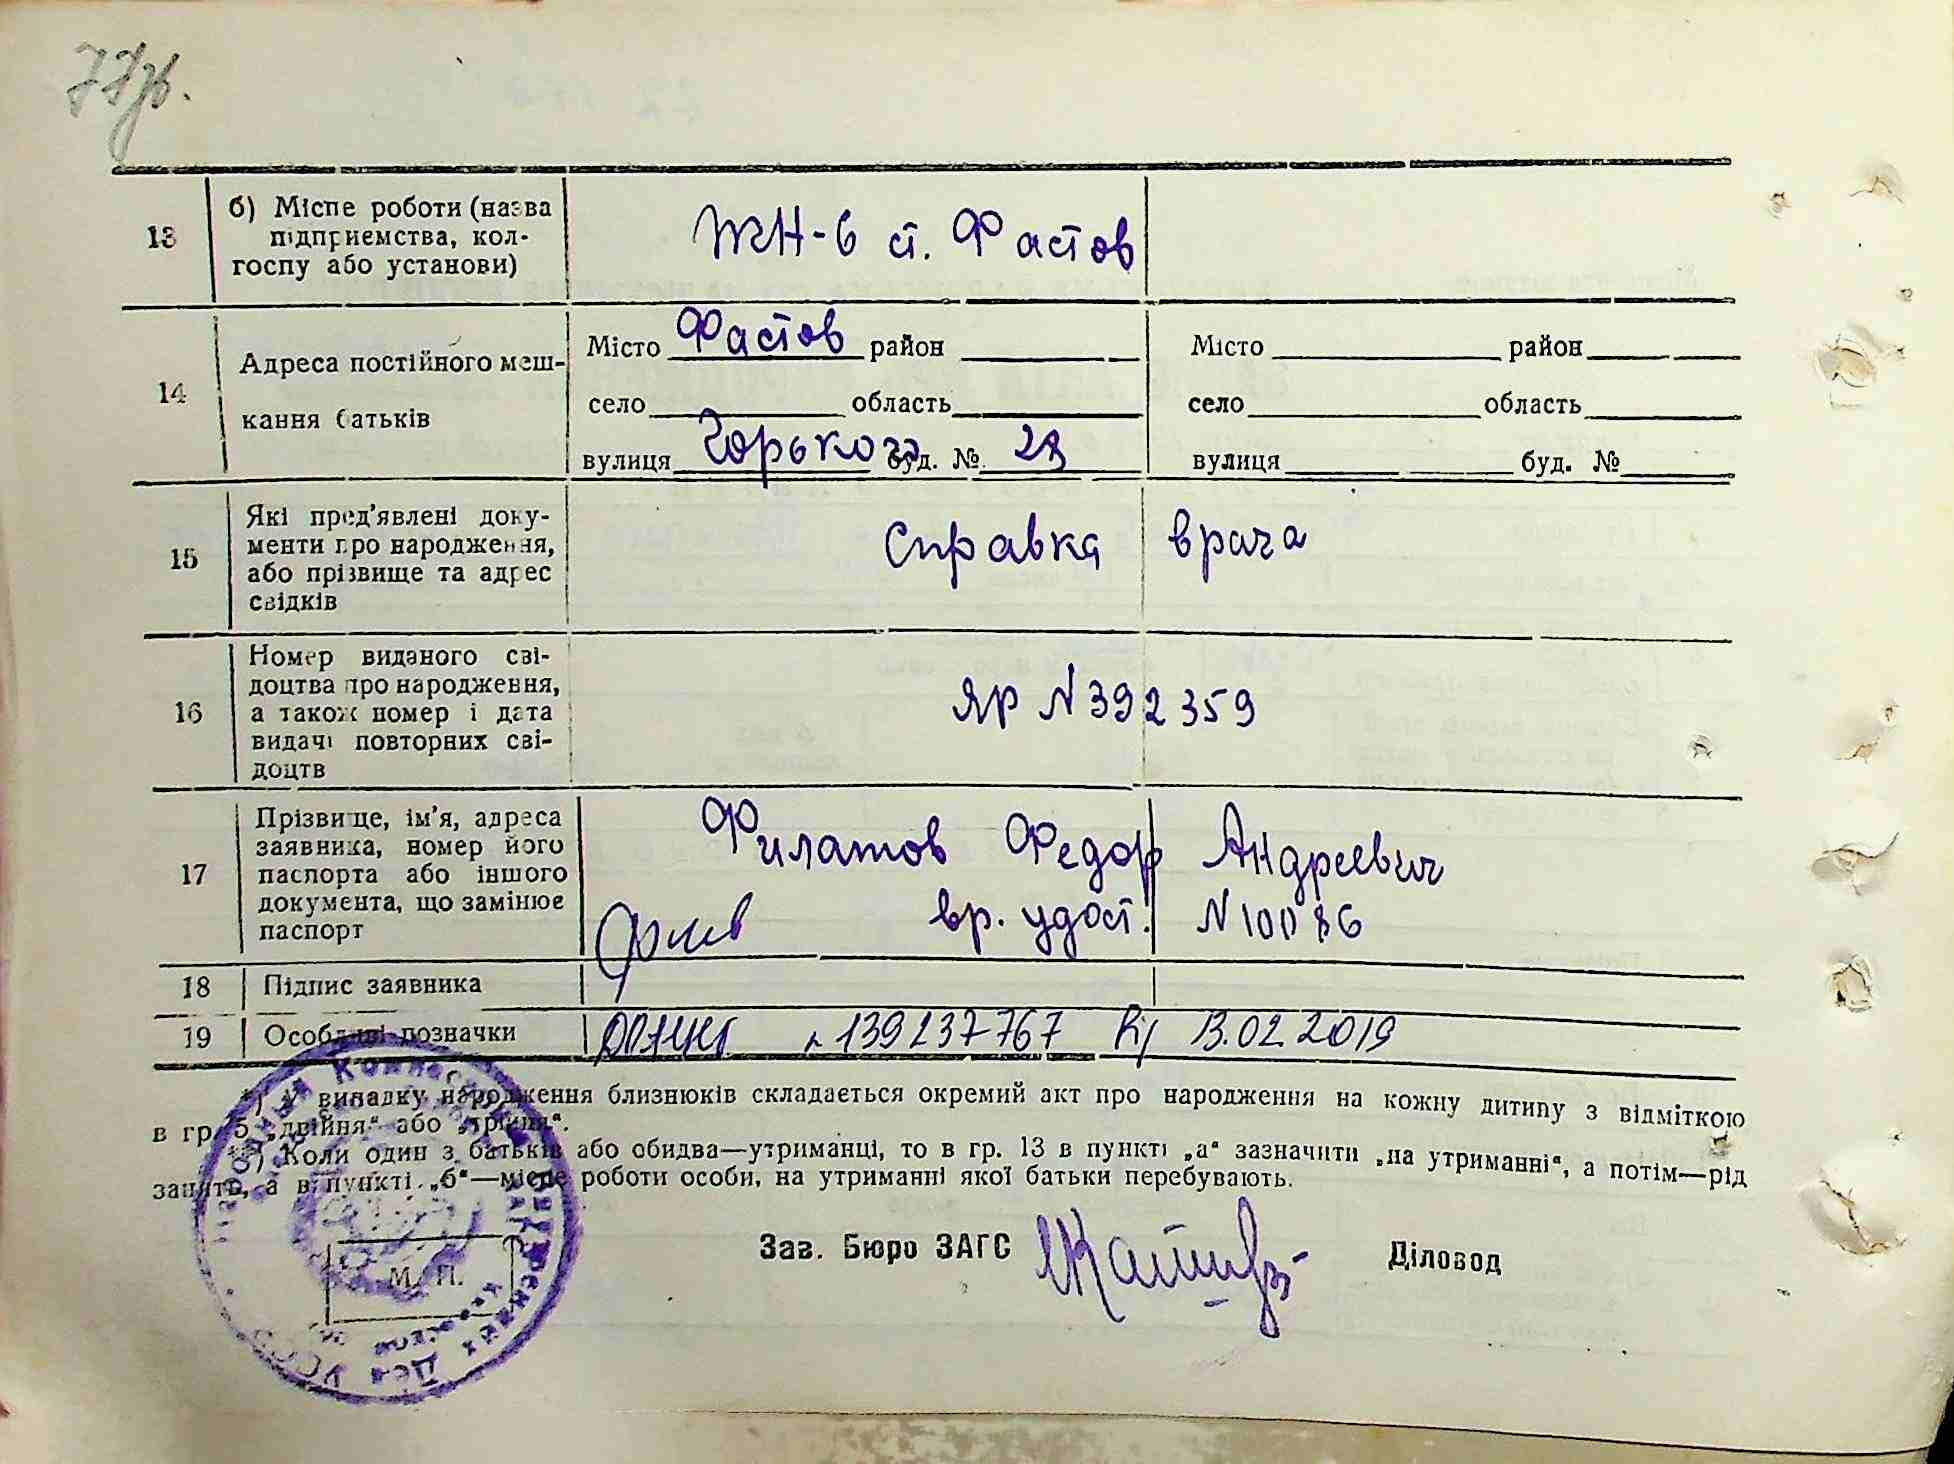 77зв.
13 б) Місце роботи (назва
підприємства, кол-
госпу або установи)
ТЖН-6 ст. Фастов
14 Адреса постійного меш-
кання батьків
Місто Фастов район
село область
вулиця Горького буд. № 23
Місто район
село область
вулиця буд. №
15 Які пред'явлені доку-
менти про народження,
або прізвище та адрес
свідків
Справка врача
16 Номер виданого сві-
доцтва про народження,
а також номер і дата
видачі повторних сві-
доцтв
ЯР N 392359
17 Прізвище, ім'я, адреса
заявника, номер його
паспорта або іншого
документа, що замінює
паспорт
Филатов Федор Андреевич
вр. удост. N 10086
18 Підпис заявника
19 Особливі позначки
139237767 13.02.2019
*) У випадку народження близнюків складається окремий акт про народження на кожну дитину з відміткою
в гр. 5 „двійня“ або „трійня“.
**) Коли один з батьків або обидва—утриманці, то в гр. 13 в пункті „а“ зазначити „на утриманні“, а потім—рід
занять, а в пункті „б“—місце роботи особи, на утриманні якої батьки перебувають.
Зав. Бюро ЗАГС
Діловод
М. П.